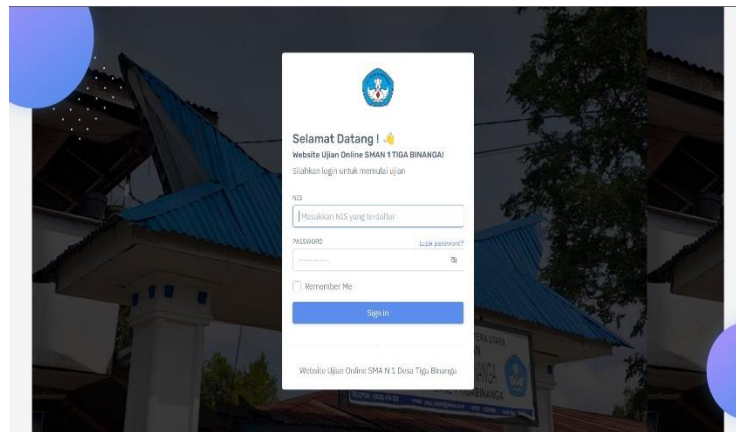 Selamat Datang !
Website Ujian Online SMAN 1 TIGA BINANGA!
Silahkan login untuk memulai ujian
NIS
Masukkan NIS yang terdaftar
PASSWORD
Lupa password?
Remember Me
Sign in
Website Ujian Online SMA N 1 Desa Tiga Binanga